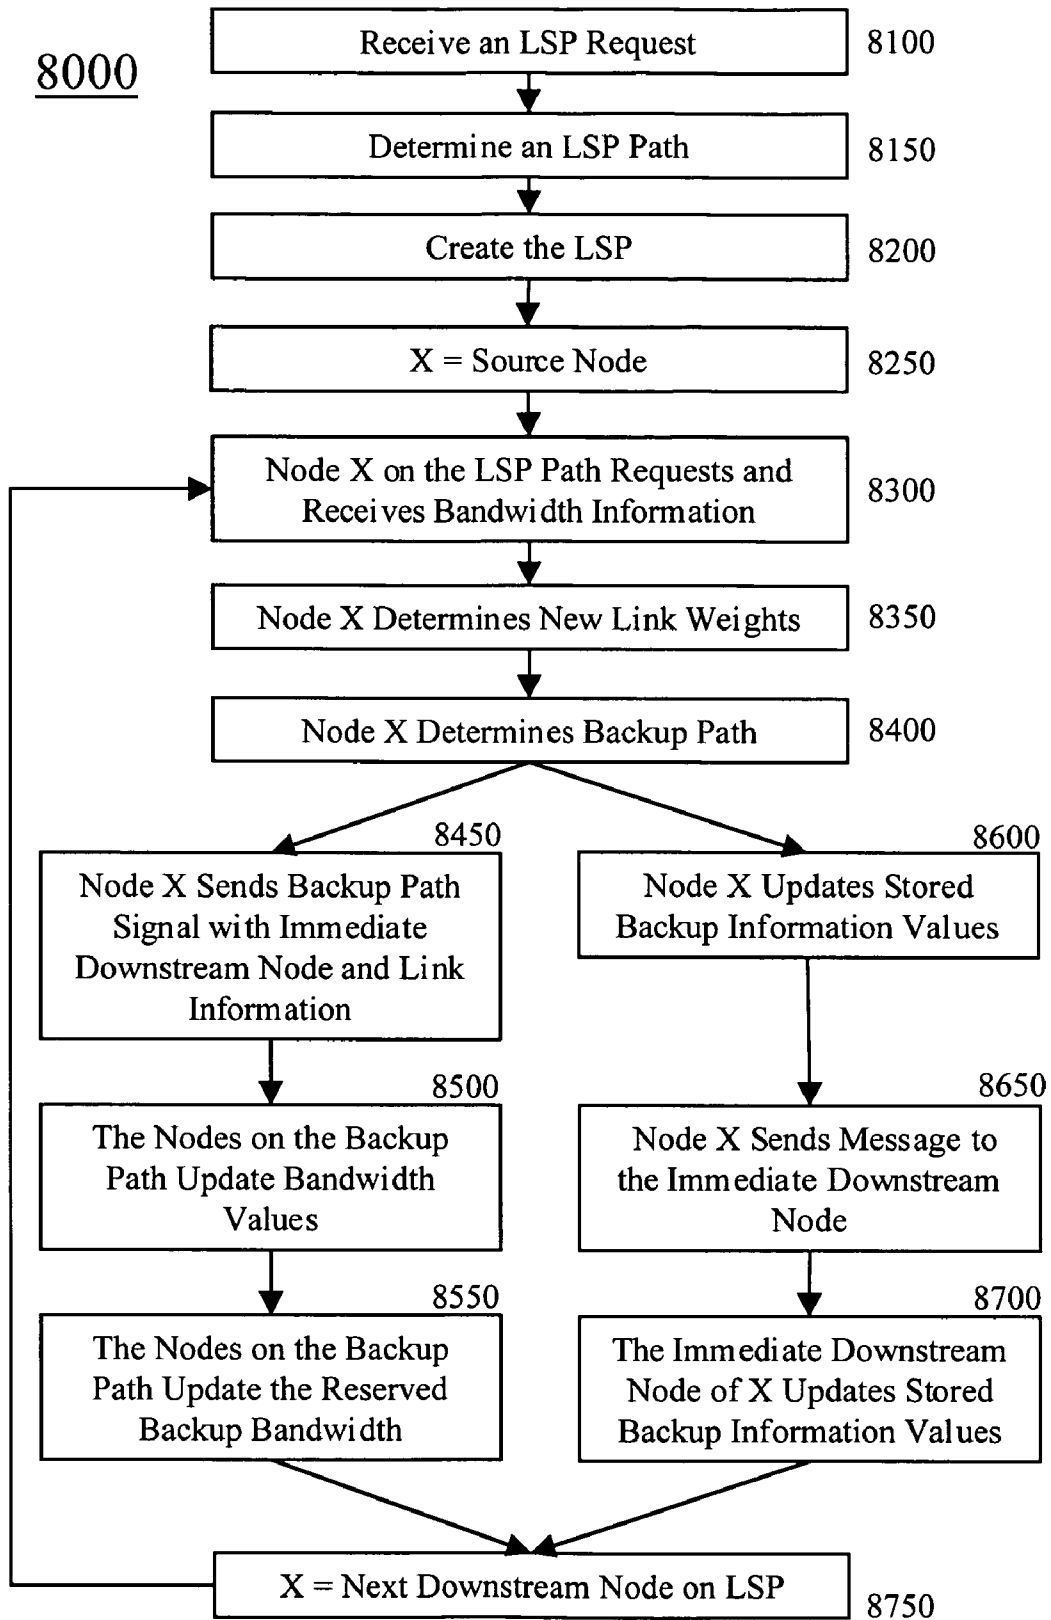 8000
Receive an LSP Request
8100
Determine an LSP Path
8150
Create the LSP
8200
X = Source Node
8250
Node X on the LSP Path Requests and
Receives Bandwidth Information
8300
Node X Determines New Link Weights
8350
Node X Determines Backup Path
8400
8450
Node X Sends Backup Path
Signal with Immediate
Downstream Node and Link
Information
8500
The Nodes on the Backup
Path Update Bandwidth
Values
8550
The Nodes on the Backup
Path Update the Reserved
Backup Bandwidth
8600
Node X Updates Stored
Backup Information Values
8650
Node X Sends Message to
the Immediate Downstream
Node
8700
The Immediate Downstream
Node of X Updates Stored
Backup Information Values
X = Next Downstream Node on LSP
8750